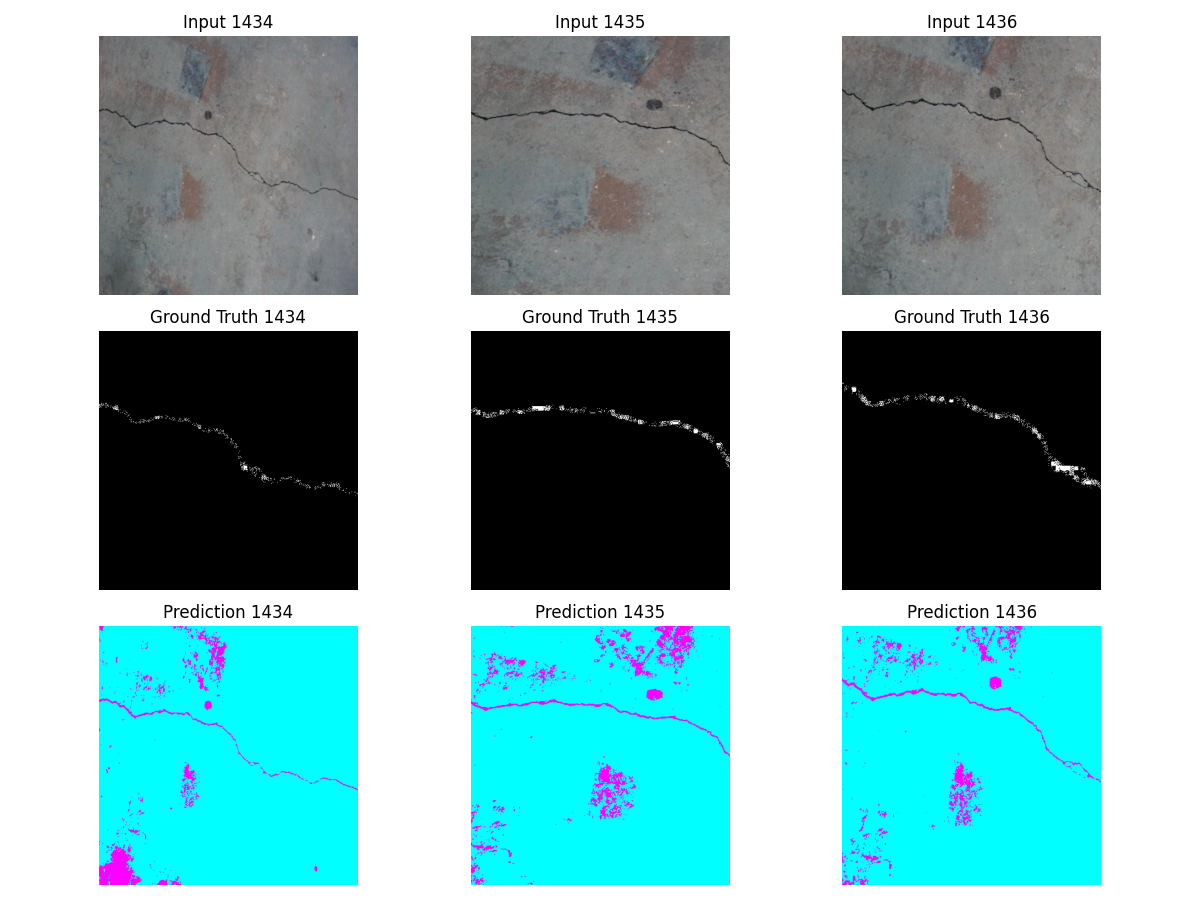 Input 1434
Input 1435
Input 1436
Ground Truth 1434
Ground Truth 1435
Ground Truth 1436
Prediction 1434
Prediction 1435
Prediction 1436